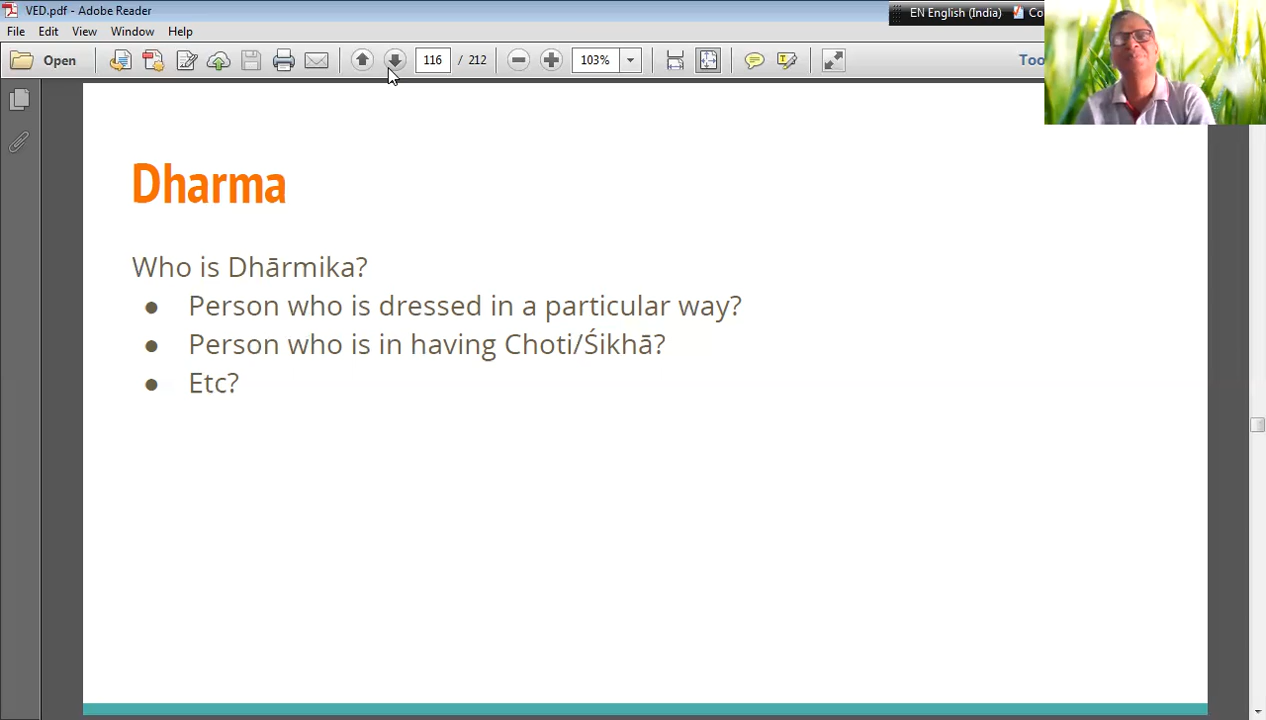 VED.pdf - Adobe Reader
EN English (India)
Co
File Edit View Window Help
Open 116 / 212 103% Too
Dharma
Who is Dhārmika?
● Person who is dressed in a particular way?
● Person who is in having Choti/Śikhā?
● Etc?